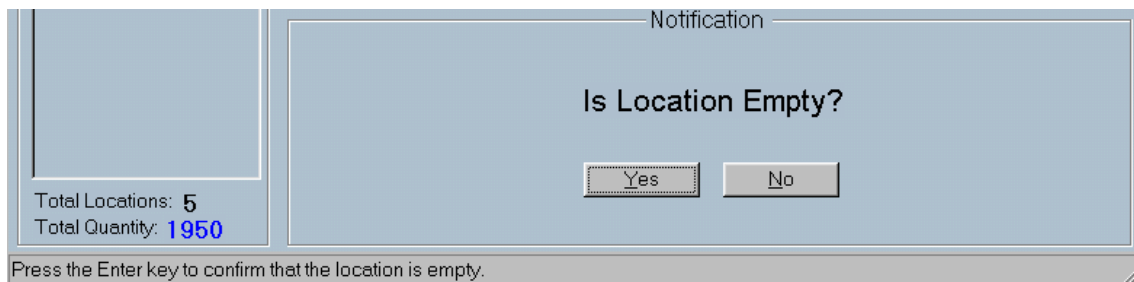 Notification
Is Location Empty?
Yes No
Total Locations: 5
Total Quantity: 1950
Press the Enter key to confirm that the location is empty.